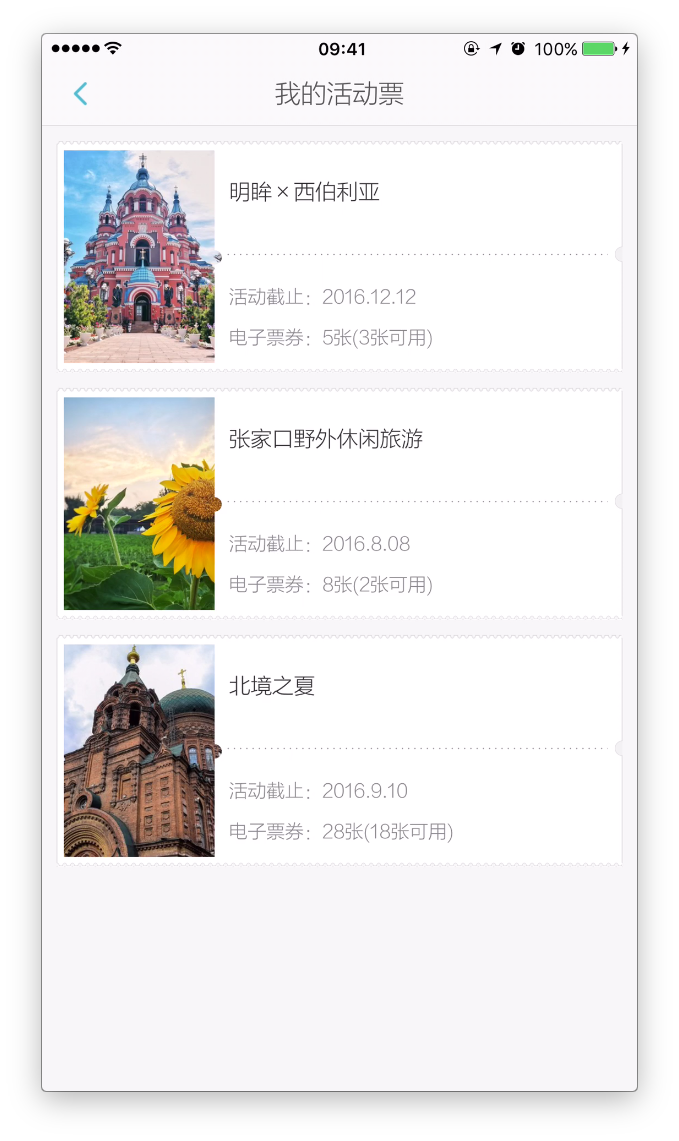 09:41
100%
我的活动票
明眸×西伯利亚
活动截止：2016.12.12
电子票券：5张(3张可用)
张家口野外休闲旅游
活动截止：2016.8.08
电子票券：8张(2张可用)
北境之夏
活动截止：2016.9.10
电子票券：28张(18张可用)